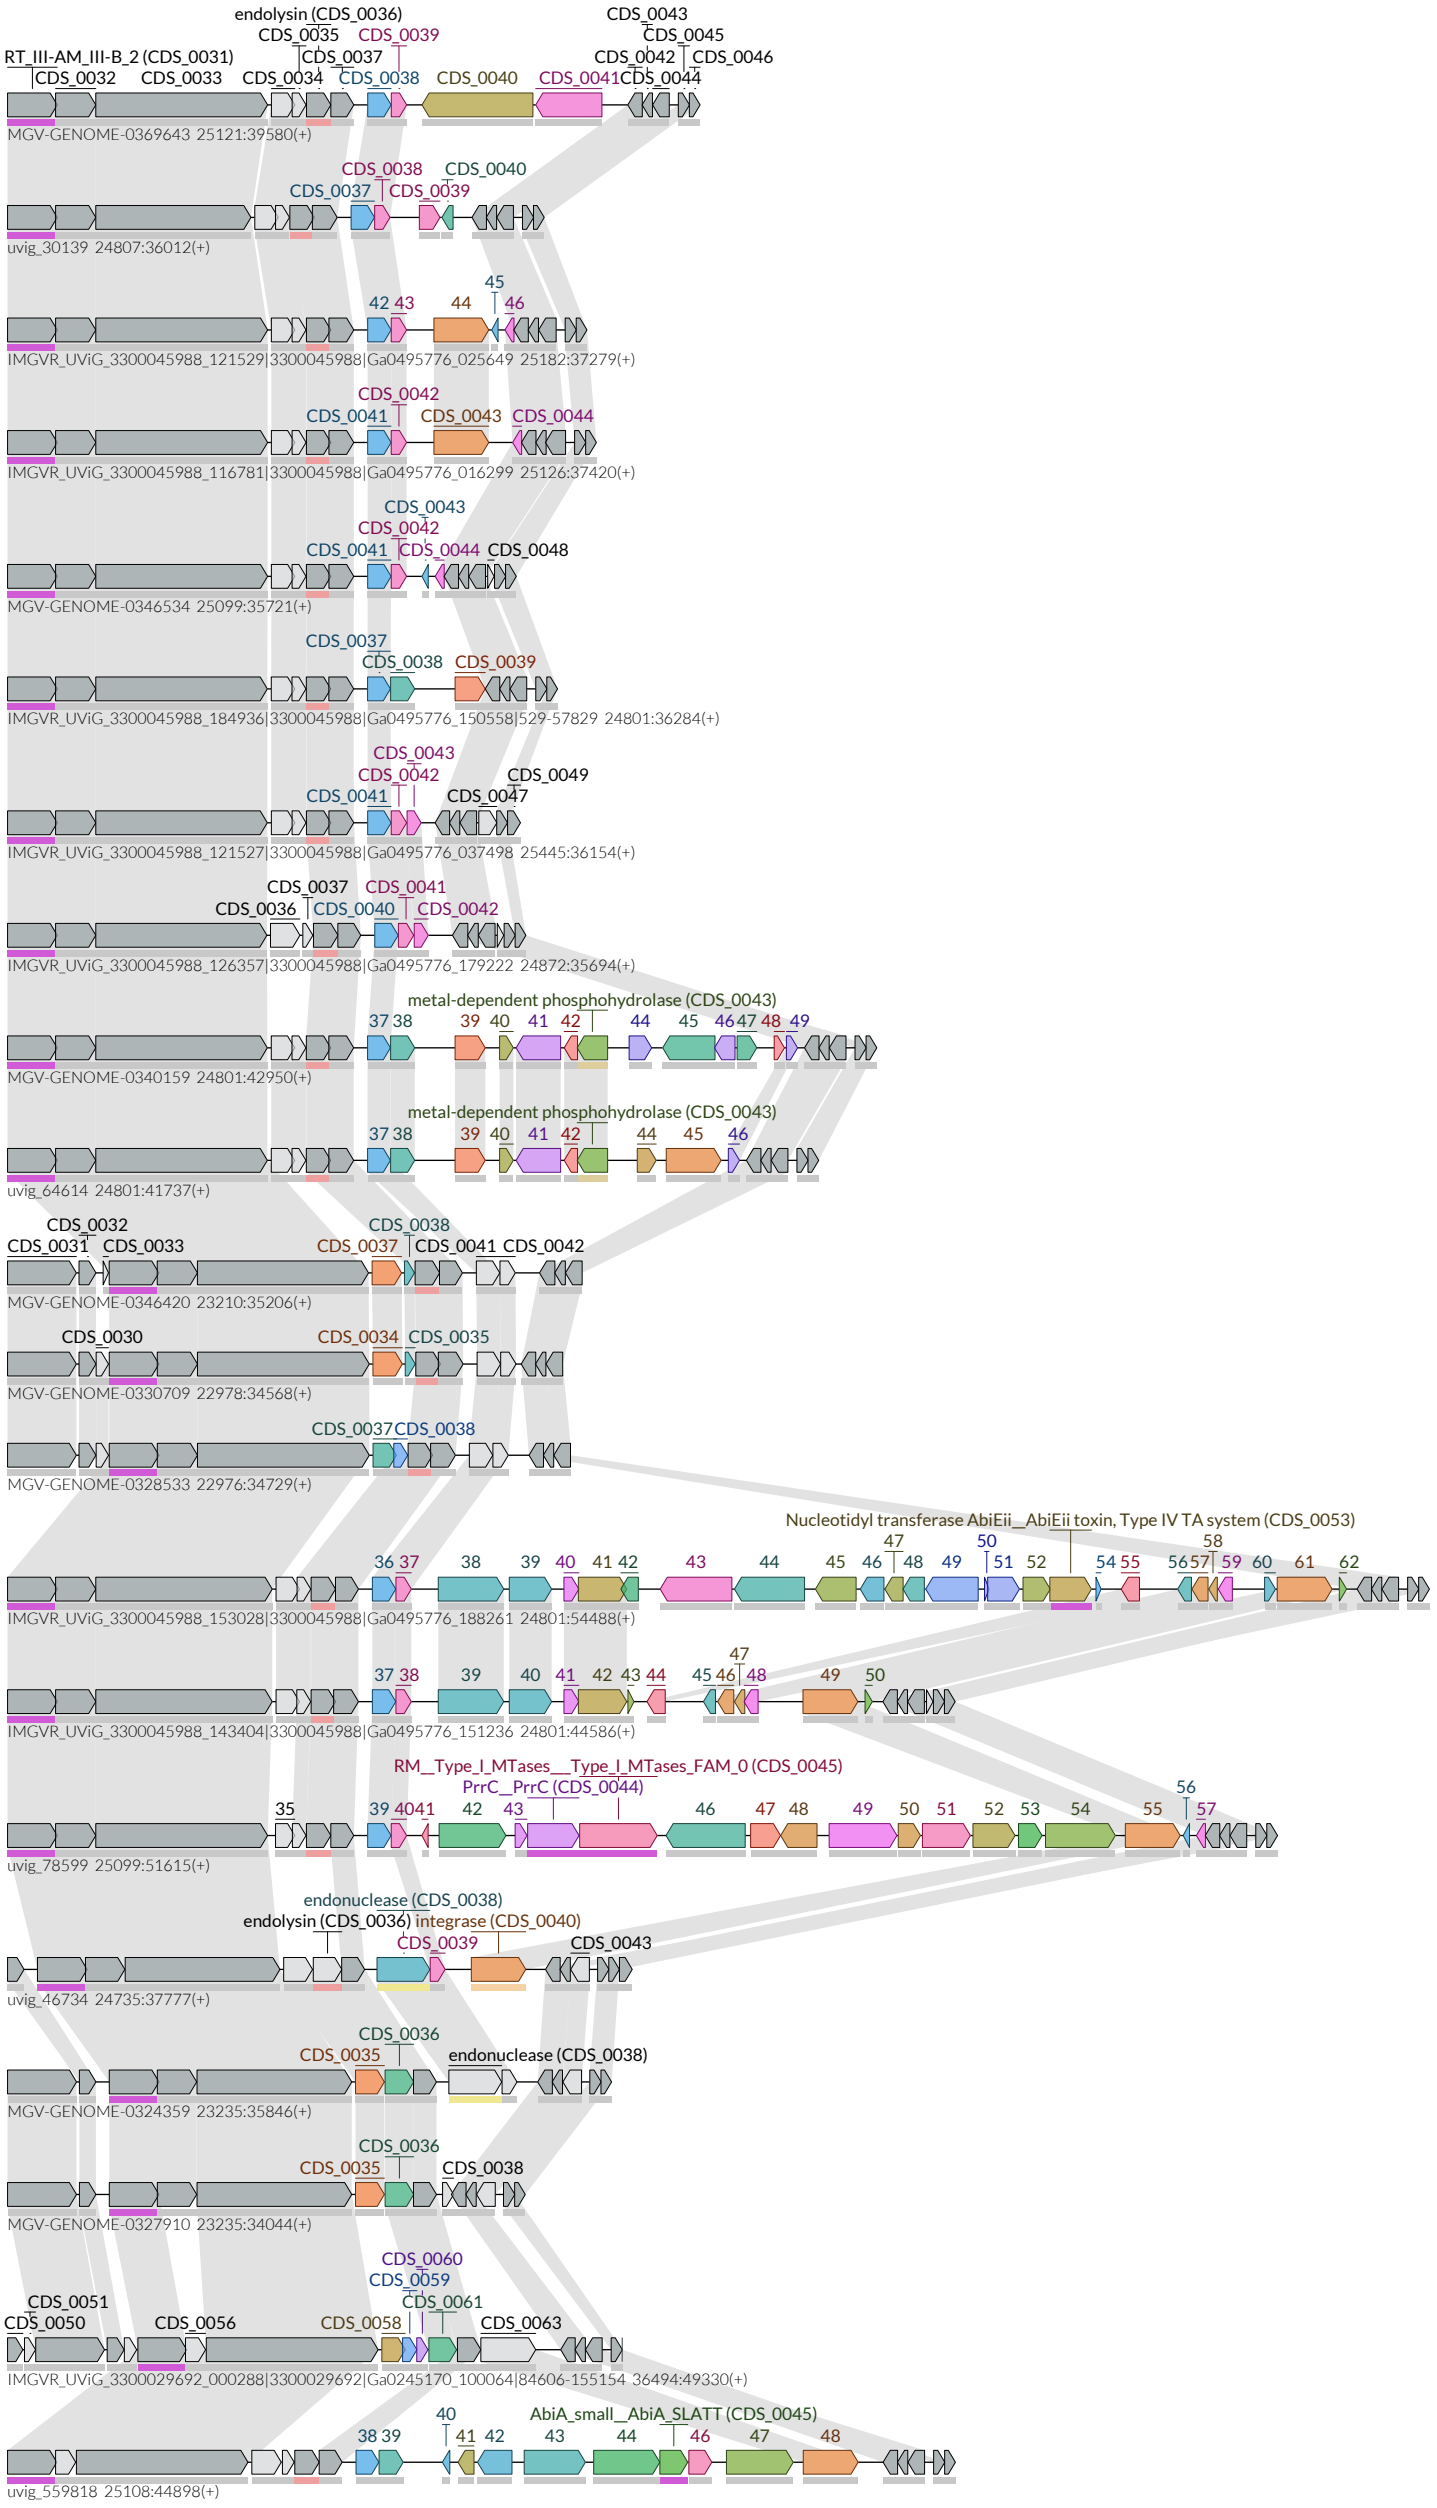 endolysin (CDS_0036) CDS_0043
CDS_0035 CDS_0039 CDS_0045
RT_III-AM_III-B_2 (CDS_0031) CDS_0037 CDS_0042 CDS_0046
CDS_0032 CDS_0033 CDS_0034 CDS_0038 CDS_0040 CDS_0041 CDS_0044
MGV-GENOME-0369643 25121:39580(+)
CDS_0038 CDS_0040
CDS_0037 CDS_0039
uvig_30139 24807:36012(+)
45
42 43 44 46
IMGVR_UViG_3300045988_121529|3300045988|Ga0495776_025649 25182:37279(+)
CDS_0042
CDS_0041 CDS_0043 CDS_0044
IMGVR_UViG_3300045988_116781|3300045988|Ga0495776_016299 25126:37420(+)
CDS_0043
CDS_0042
CDS_0041 CDS_0044 CDS_0048
MGV-GENOME-0346534 25099:35721(+)
CDS_0037
CDS_0038 CDS_0039
IMGVR_UViG_3300045988_184936|3300045988|Ga0495776_150558|529-57829 24801:36284(+)
CDS_0043
CDS_0042 CDS_0049
CDS_0041 CDS_0047
IMGVR_UViG_3300045988_121527|3300045988|Ga0495776_037498 25445:36154(+)
CDS_0037 CDS_0041
CDS_0036 CDS_0040 CDS_0042
IMGVR_UViG_3300045988_126357|3300045988|Ga0495776_179222 24872:35694(+)
metal-dependent phosphohydrolase (CDS_0043)
37 38 39 40 41 42 44 45 46 47 48 49
MGV-GENOME-0340159 24801:42950(+)
metal-dependent phosphohydrolase (CDS_0043)
37 38 39 40 41 42 44 45 46
uvig_64614 24801:41737(+)
CDS_0032 CDS_0038
CDS_0031 CDS_0033 CDS_0037 CDS_0041 CDS_0042
MGV-GENOME-0346420 23210:35206(+)
CDS_0030 CDS_0034 CDS_0035
MGV-GENOME-0330709 22978:34568(+)
CDS_0037 CDS_0038
MGV-GENOME-0328533 22976:34729(+)
Nucleotidyl transferase AbiEii__AbiEii toxin, Type IV TA system (CDS_0053)
47 50 58
36 37 38 39 40 41 42 43 44 45 46 48 49 51 52 54 55 56 57 59 60 61 62
IMGVR_UViG_3300045988_153028|3300045988|Ga0495776_188261 24801:54488(+)
47
37 38 39 40 41 42 43 44 45 46 48 49 50
IMGVR_UViG_3300045988_143404|3300045988|Ga0495776_151236 24801:44586(+)
RM__Type_I_MTases___Type_I_MTases_FAM_0 (CDS_0045)
PrrC__PrrC (CDS_0044) 56
35 39 40 41 42 43 46 47 48 49 50 51 52 53 54 55 57
uvig_78599 25099:51615(+)
endonuclease (CDS_0038)
endolysin (CDS_0036) integrase (CDS_0040)
CDS_0039 CDS_0043
uvig_46734 24735:37777(+)
CDS_0036
CDS_0035 endonuclease (CDS_0038)
MGV-GENOME-0324359 23235:35846(+)
CDS_0036
CDS_0035 CDS_0038
MGV-GENOME-0327910 23235:34044(+)
CDS_0060
CDS_0059
CDS_0051 CDS_0061
CDS_0050 CDS_0056 CDS_0058 CDS_0063
IMGVR_UViG_3300029692_000288|3300029692|Ga0245170_100064|84606-155154 36494:49330(+)
40 AbiA_small__AbiA_SLATT (CDS_0045)
38 39 41 42 43 44 46 47 48
uvig_559818 25108:44898(+)